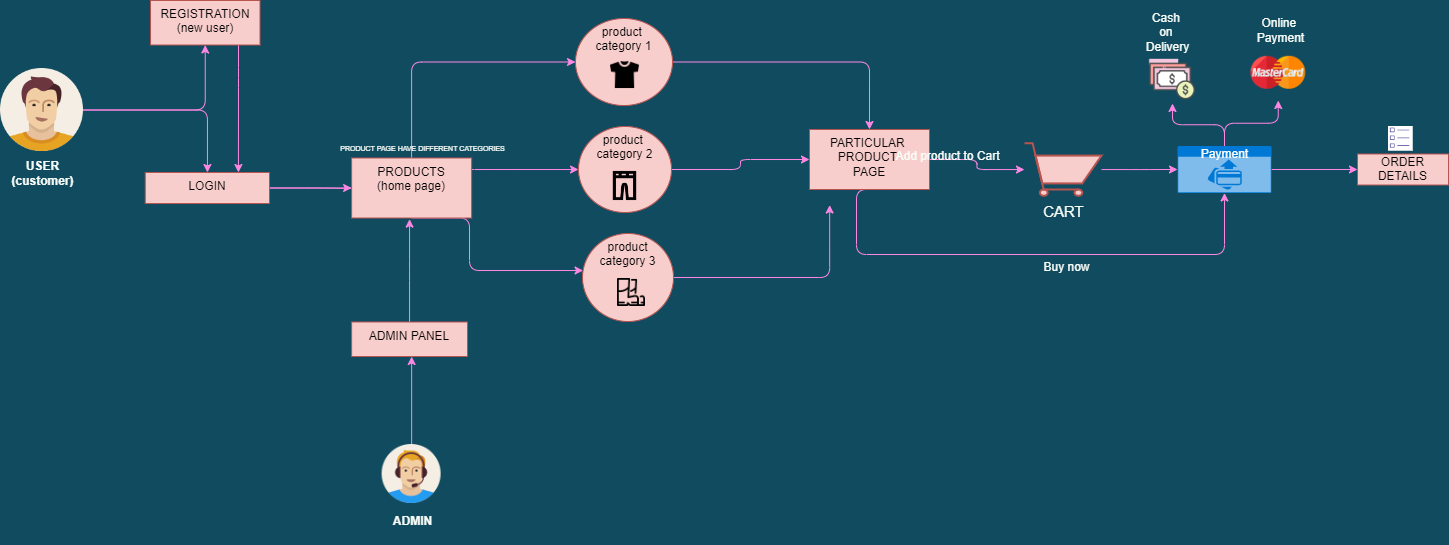 REGISTRATION
(new user)
USER
(customer)
LOGIN
PRODUCT PAGE HAVE DIFFERENT CATEGORIES
PRODUCTS
(home page)
ADMIN PANEL
ADMIN
product
category 1
product
category 2
product
category 3
PARTICULAR
PRODUCT
PAGE
Add product to Cart
CART
Buy now
Cash
on
Delivery
$
$
Online
Payment
MasterCard
Payment
ORDER
DETAILS